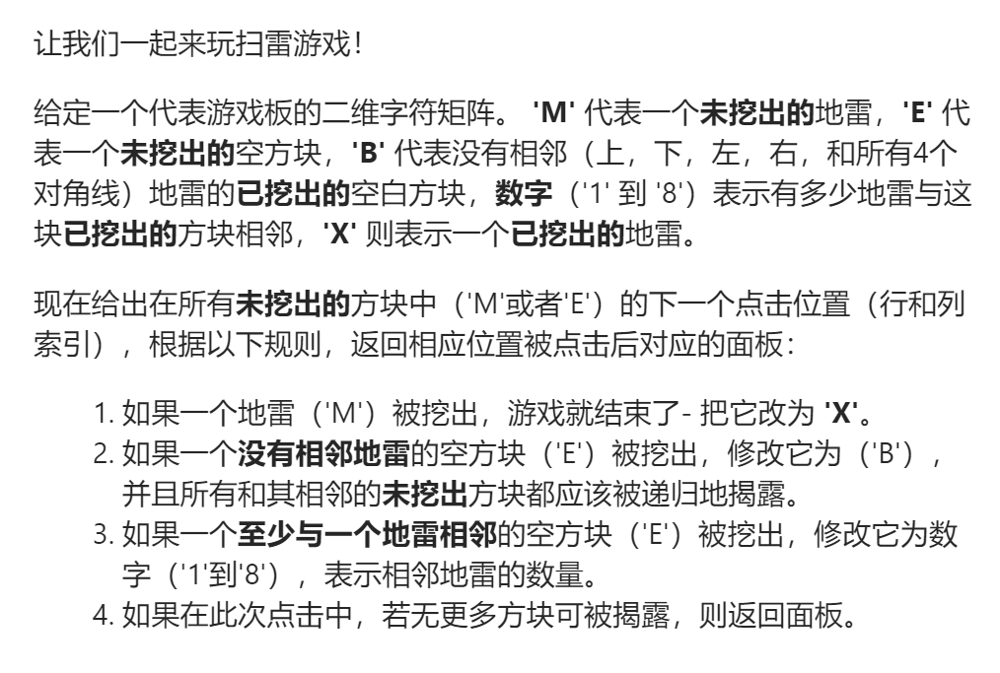 让我们一起来玩扫雷游戏！
给定一个代表游戏板的二维字符矩阵。 'M' 代表一个未挖出的地雷，'E' 代
表一个未挖出的空方块，'B' 代表没有相邻（上，下，左，右，和所有4个
对角线）地雷的已挖出的空白方块，数字（'1' 到 '8'）表示有多少地雷与这
块已挖出的方块相邻，'X' 则表示一个已挖出的地雷。
现在给出在所有未挖出的方块中（'M'或者'E'）的下一个点击位置（行和列
索引），根据以下规则，返回相应位置被点击后对应的面板：
1. 如果一个地雷（'M'）被挖出，游戏就结束了- 把它改为 'X'。
2. 如果一个没有相邻地雷的空方块（'E'）被挖出，修改它为（'B'），
并且所有和其相邻的未挖出方块都应该被递归地揭露。
3. 如果一个至少与一个地雷相邻的空方块（'E'）被挖出，修改它为数
字（'1'到'8'），表示相邻地雷的数量。
4. 如果在此次点击中，若无更多方块可被揭露，则返回面板。